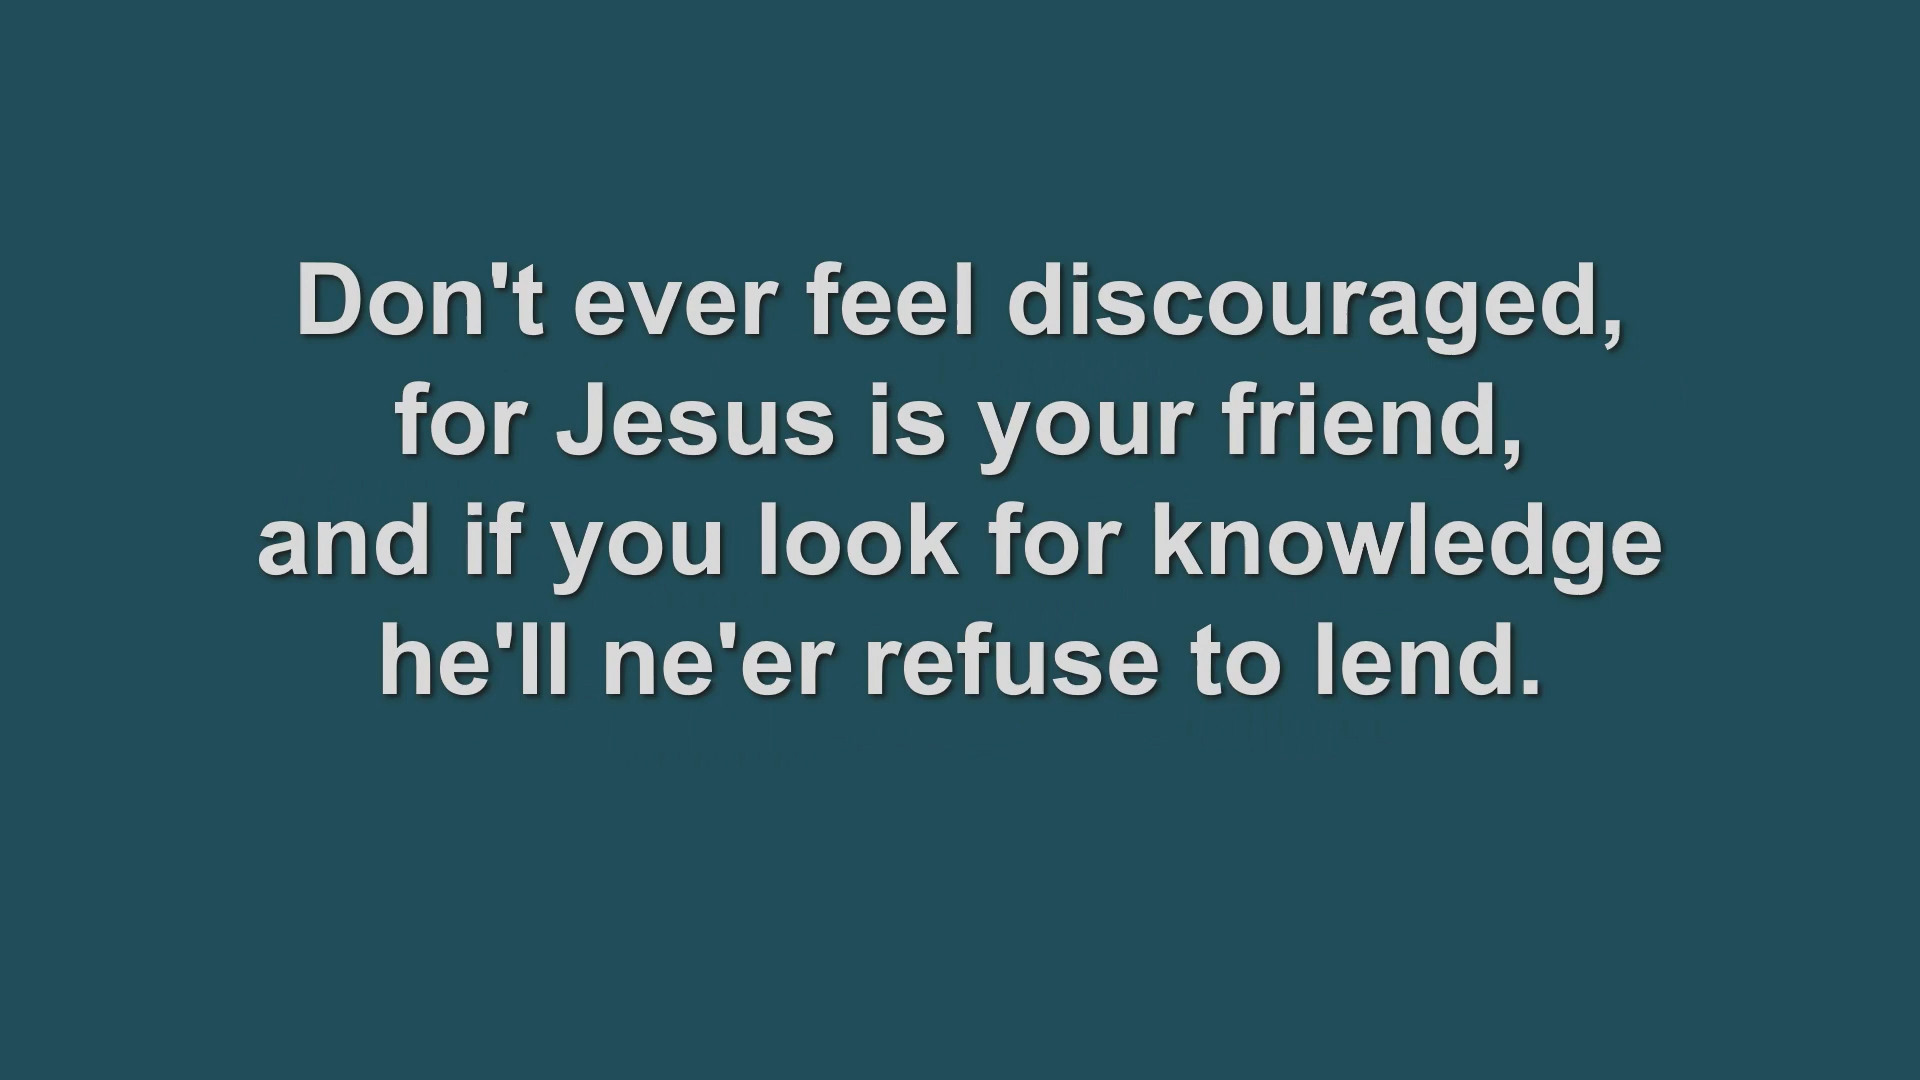 Don't ever feel discouraged,
for Jesus is your friend,
and if you look for knowledge
he'll ne'er refuse to lend.